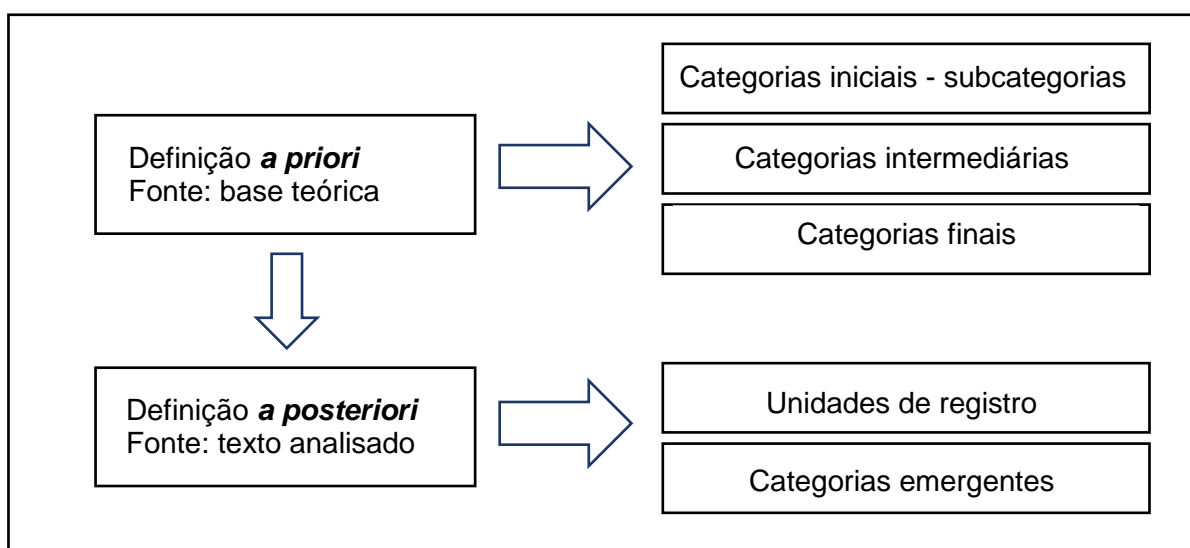 Definição a priori
Fonte: base teórica
Categorias iniciais - subcategorias
Categorias intermediárias
Categorias finais
Definição a posteriori
Fonte: texto analisado
Unidades de registro
Categorias emergentes